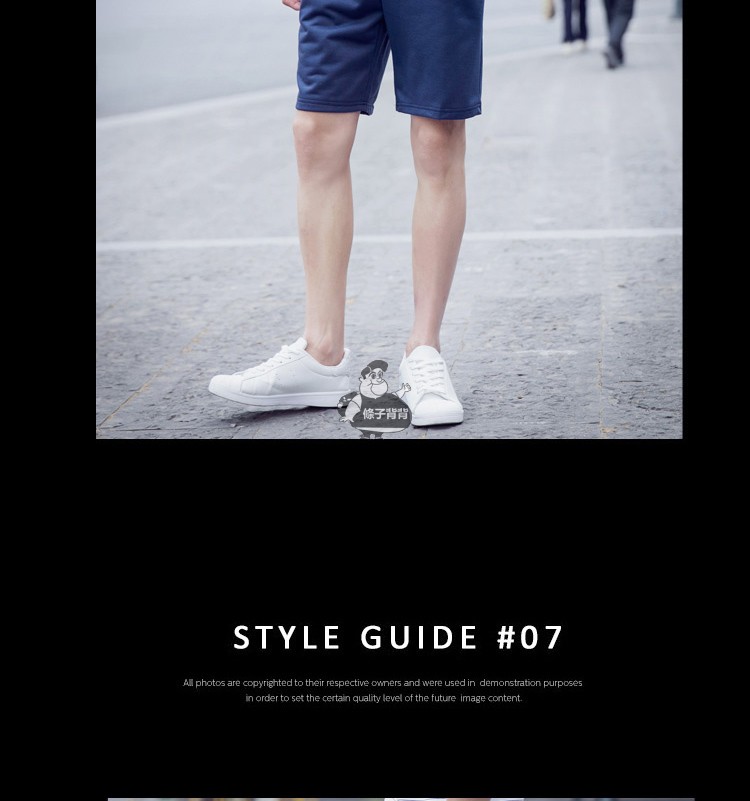 條子背背
STYLE GUIDE #07
All photos are copyrighted to their respective owners and were used in demonstration purposes
in order to set the certain quality level of the future image content.